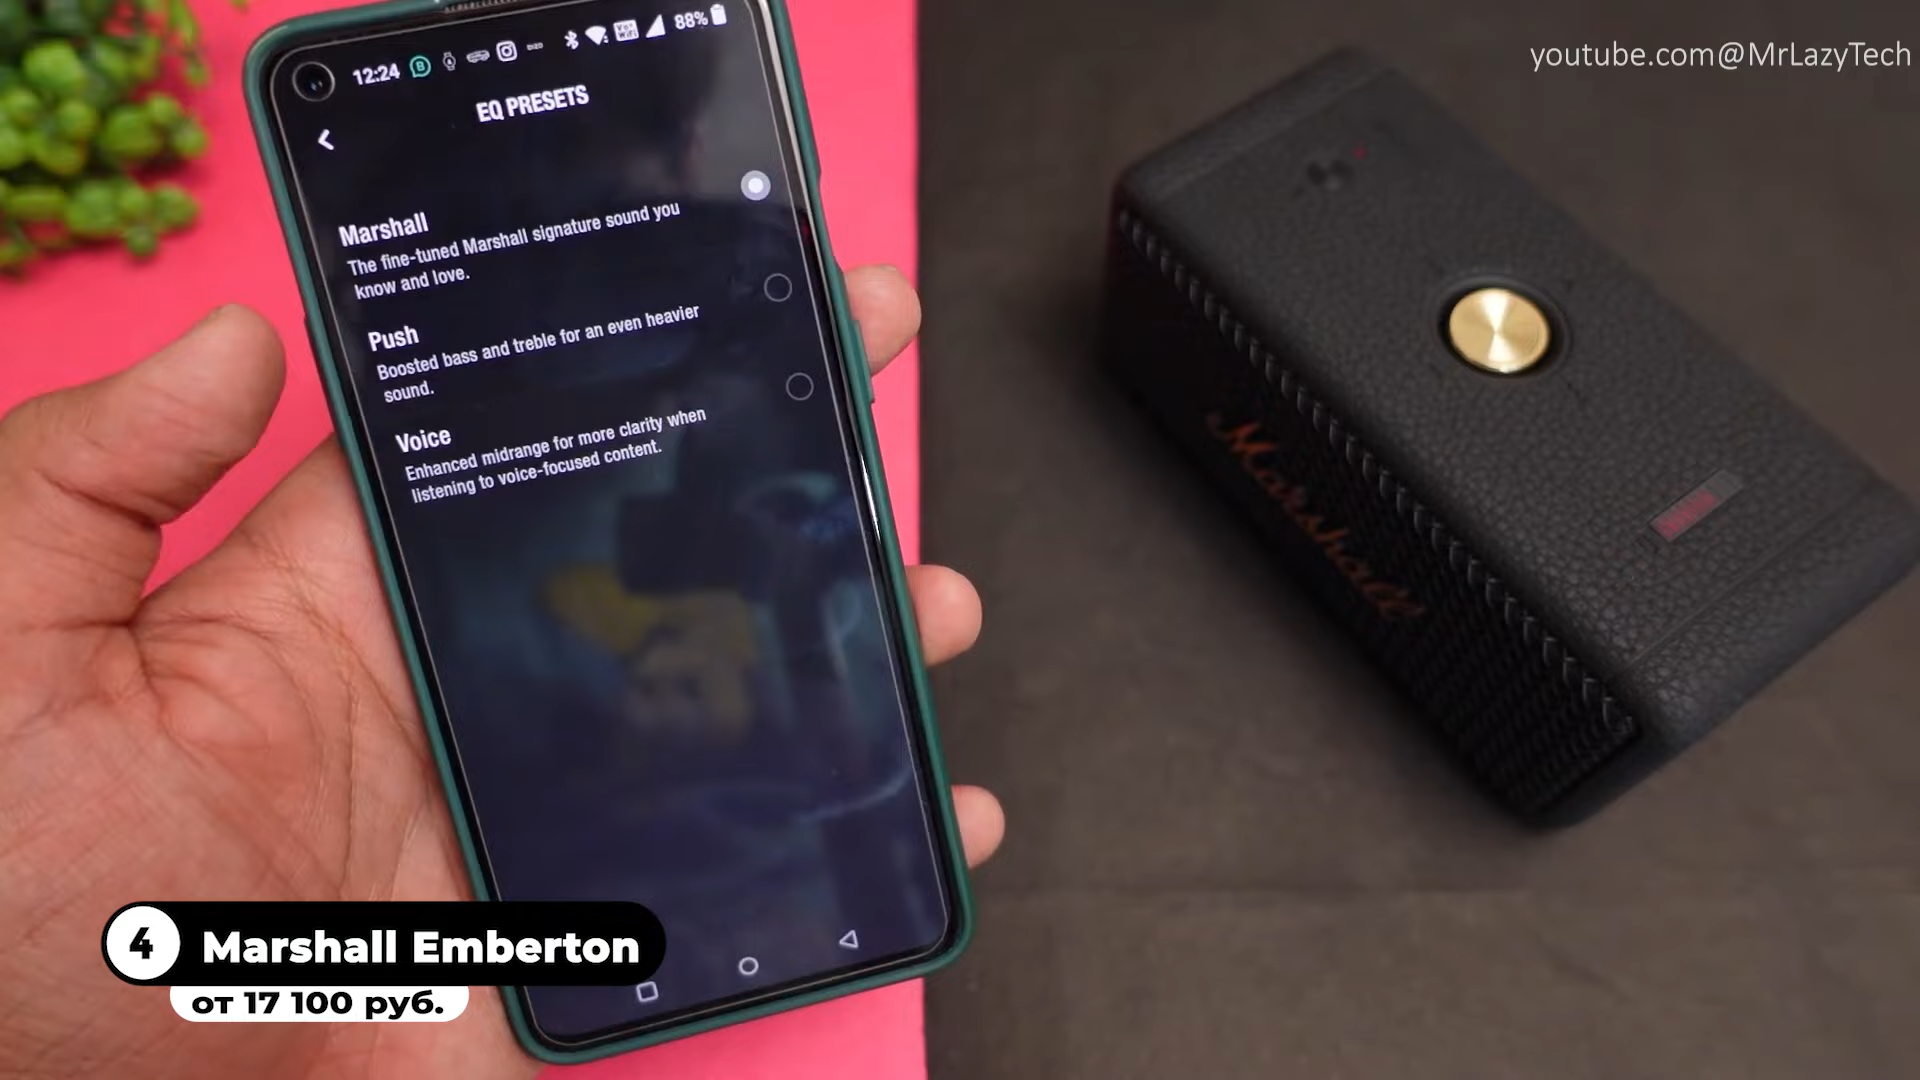 youtube.com@MrLazyTech
12:24
88%
EQ PRESETS
Marshall
The fine-tuned Marshall signature sound you
know and love.
Push
Boosted bass and treble for an even heavier
sound.
Voice
Enhanced midrange for more clarity when
listening to voice-focused content.
Marshall
4
Marshall Emberton
от 17 100 руб.